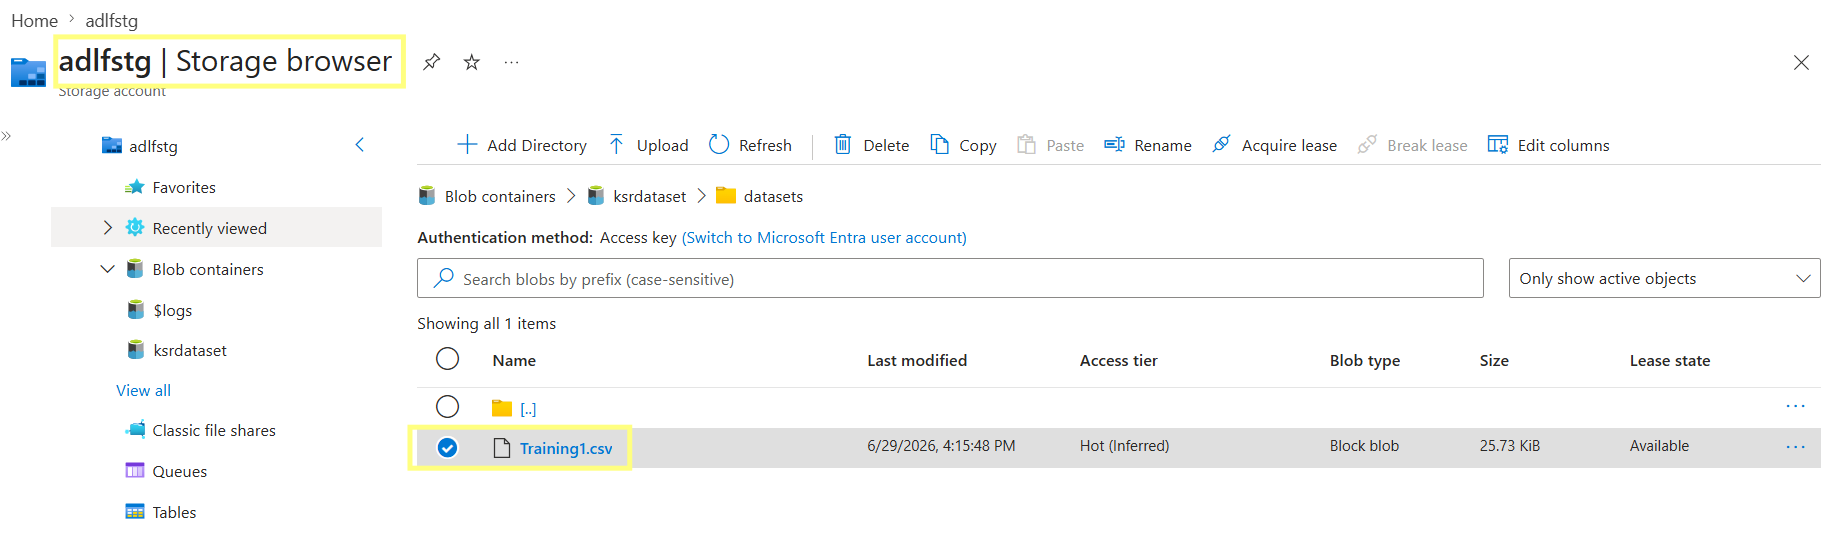 Home > adlfstg
adlfstg | Storage browser
Storage account
adlfstg
Favorites
Recently viewed
Blob containers
$logs
ksrdataset
View all
Classic file shares
Queues
Tables
Add Directory Upload Refresh Delete Copy Paste Rename Acquire lease Break lease Edit columns
Blob containers > ksrdataset > datasets
Authentication method: Access key (Switch to Microsoft Entra user account)
Search blobs by prefix (case-sensitive) Only show active objects
Showing all 1 items
Name Last modified Access tier Blob type Size Lease state
[..]
Training1.csv 6/29/2026, 4:15:48 PM Hot (Inferred) Block blob 25.73 KiB Available